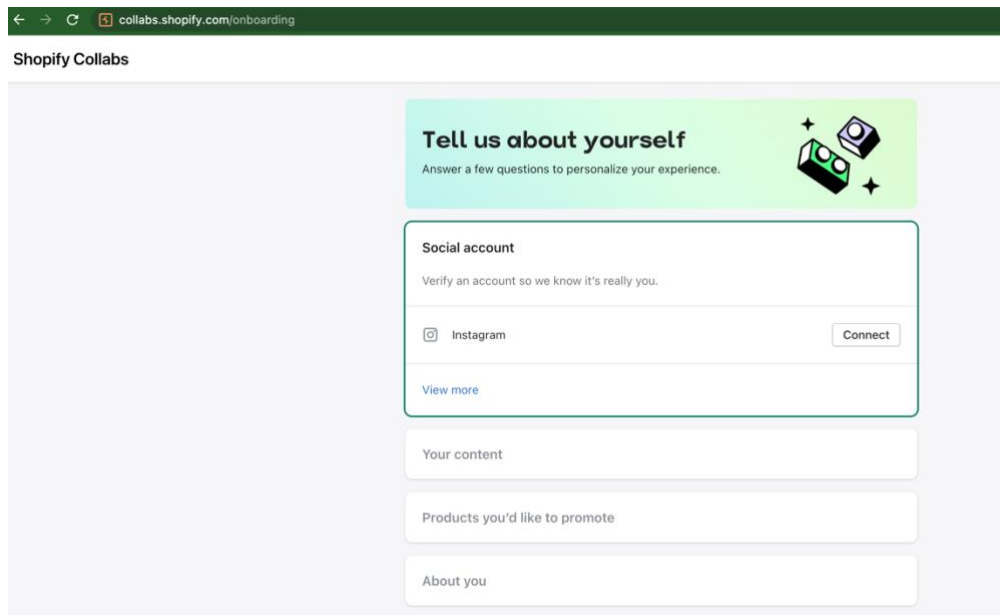 collabs.shopify.com/onboarding
Shopify Collabs
Tell us about yourself
Answer a few questions to personalize your experience.
Social account
Verify an account so we know it's really you.
Instagram
Connect
View more
Your content
Products you'd like to promote
About you